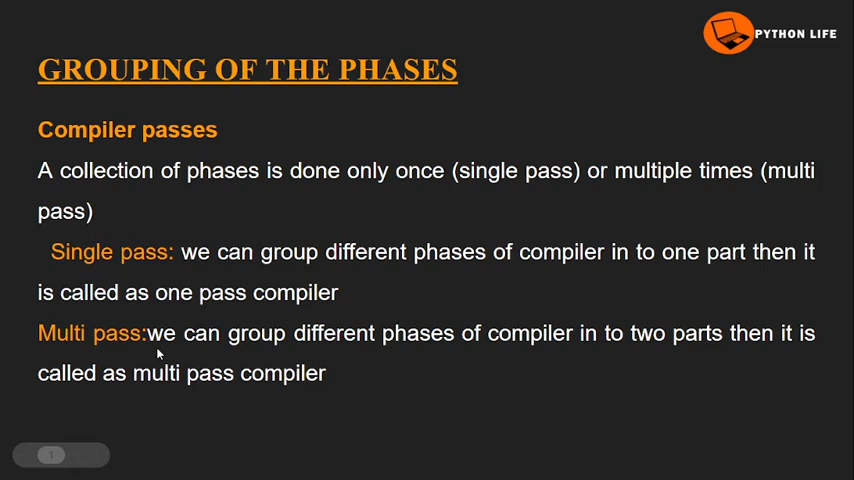 PYTHON LIFE
GROUPING OF THE PHASES
Compiler passes
A collection of phases is done only once (single pass) or multiple times (multi
pass)
Single pass: we can group different phases of compiler in to one part then it
is called as one pass compiler
Multi pass:we can group different phases of compiler in to two parts then it is
called as multi pass compiler
1